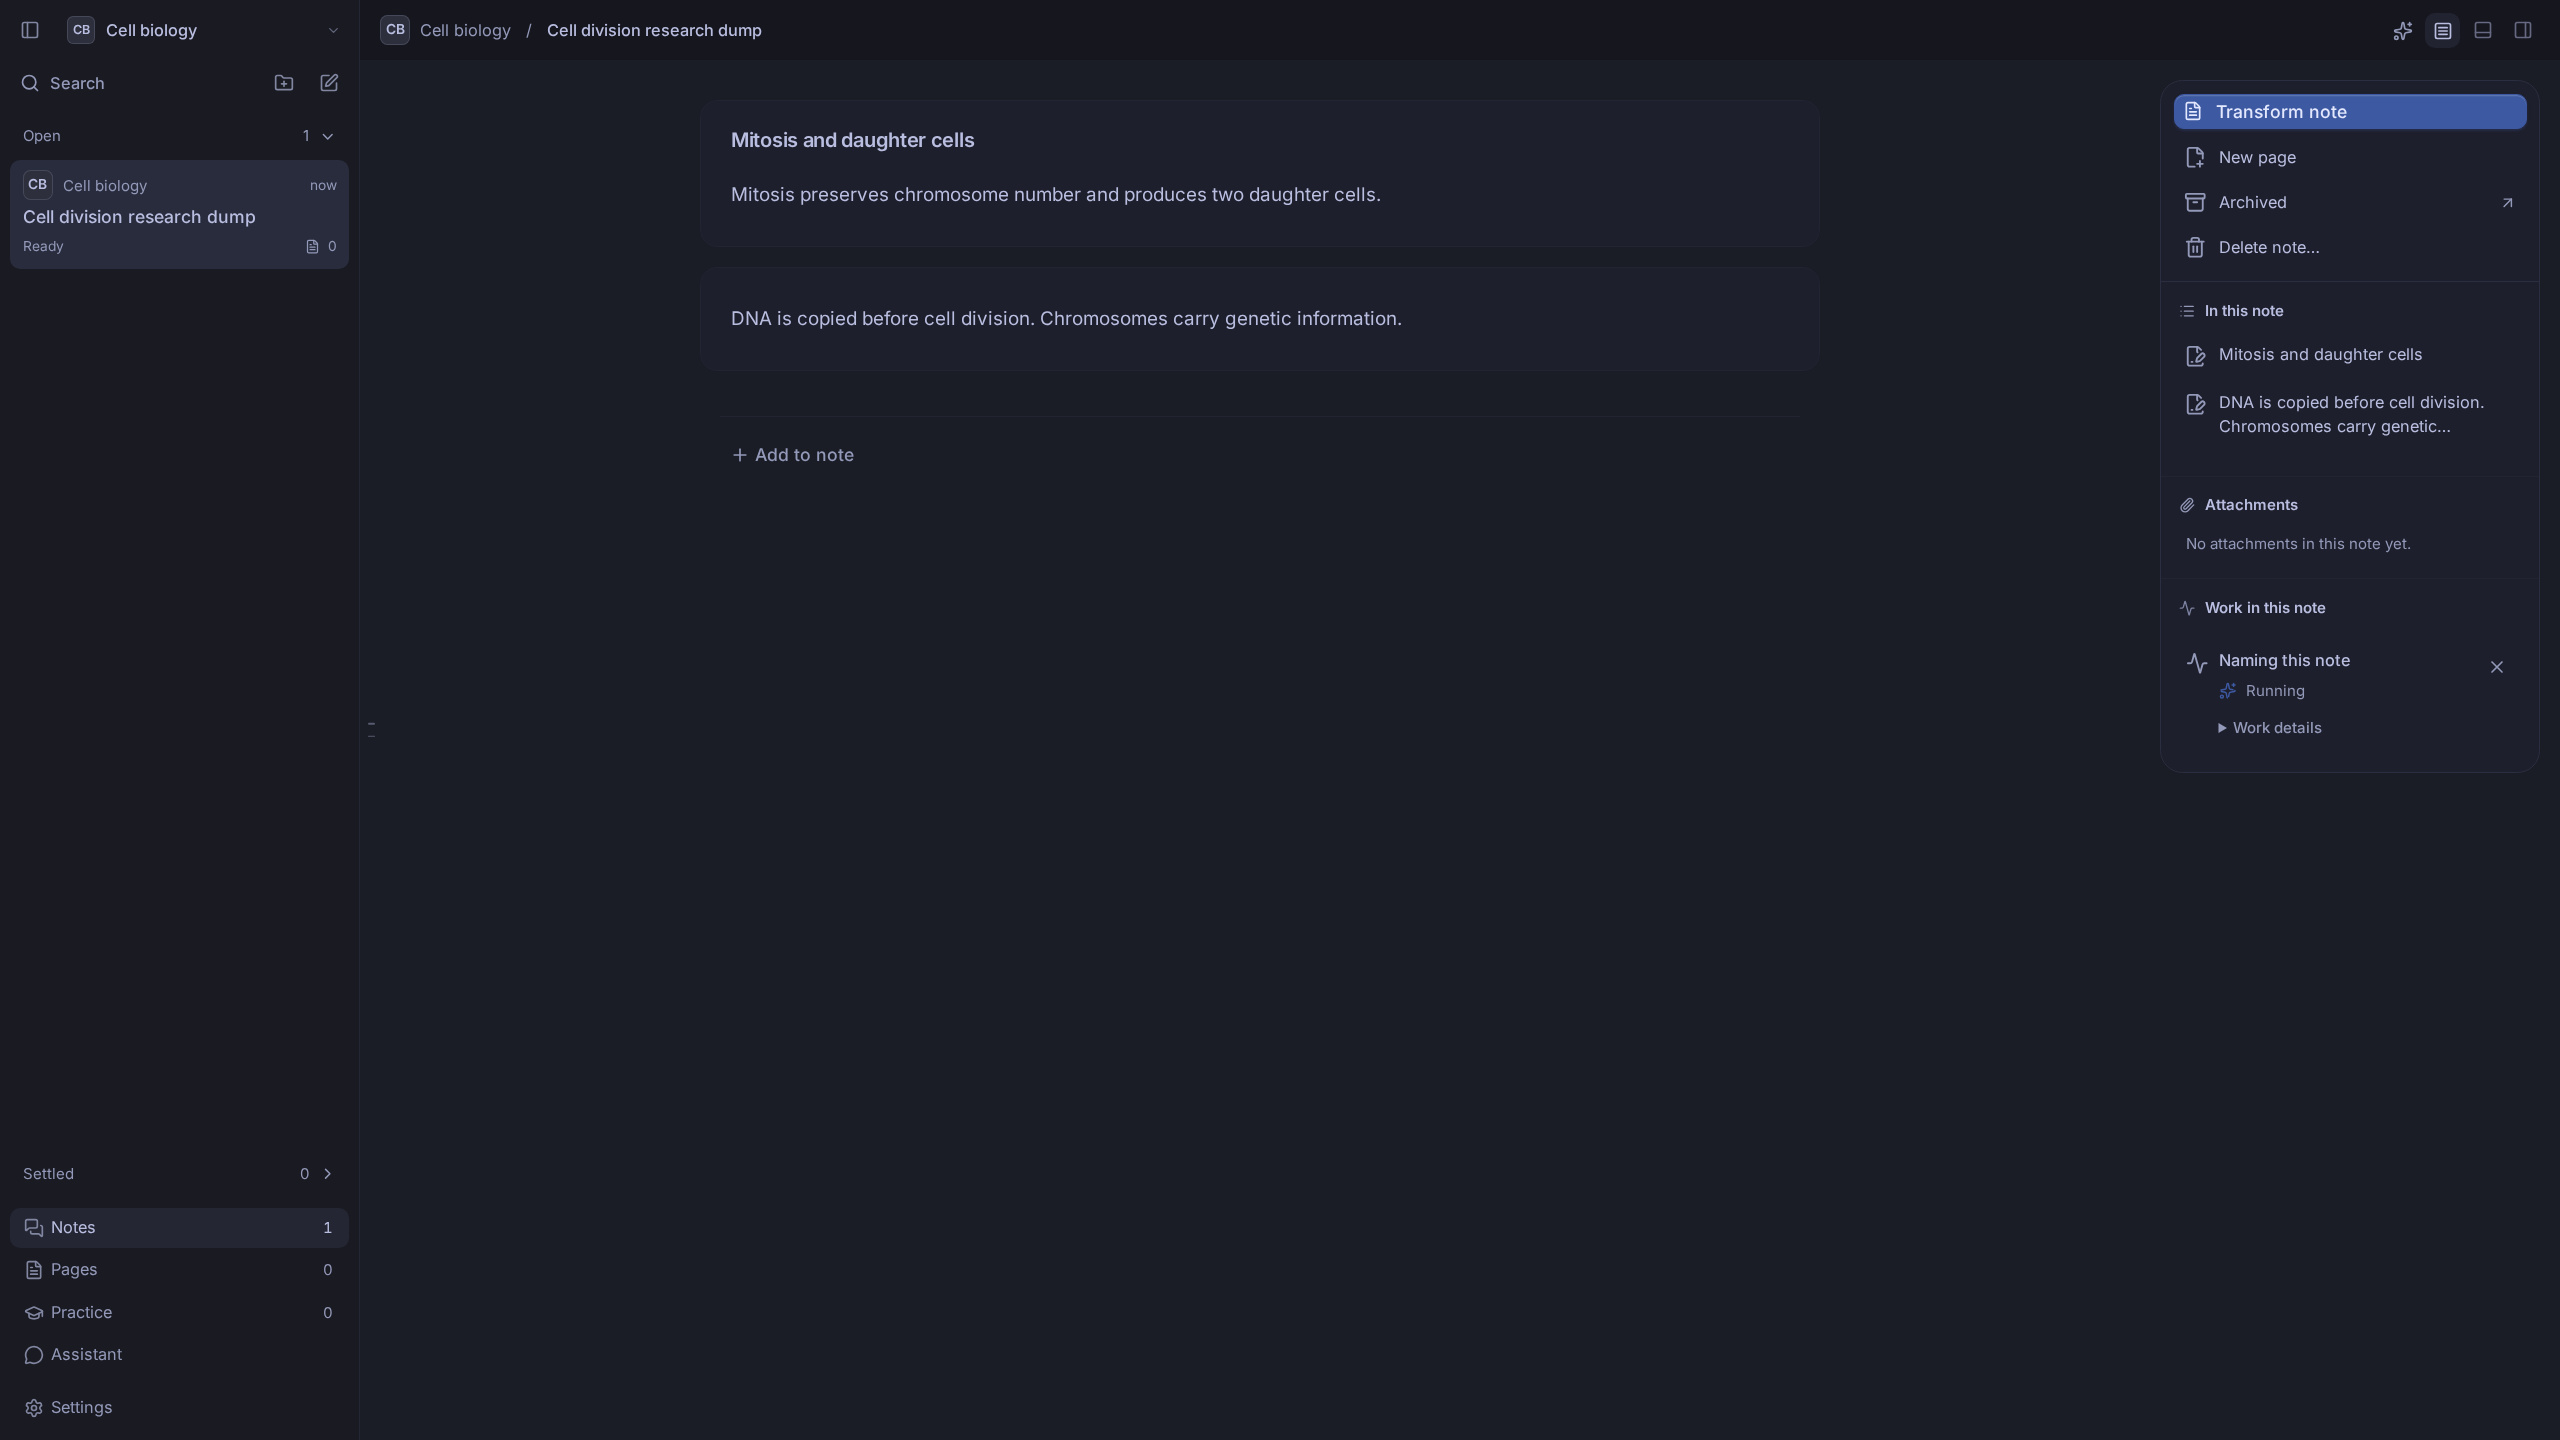 CB Cell biology
Search
Open 1
CB Cell biology now
Cell division research dump
Ready 0
Settled 0
Notes 1
Pages 0
Practice 0
Assistant
Settings
CB Cell biology / Cell division research dump
Mitosis and daughter cells
Mitosis preserves chromosome number and produces two daughter cells.
DNA is copied before cell division. Chromosomes carry genetic information.
Add to note
Transform note
New page
Archived
Delete note...
In this note
Mitosis and daughter cells
DNA is copied before cell division.
Chromosomes carry genetic...
Attachments
No attachments in this note yet.
Work in this note
Naming this note
Running
Work details